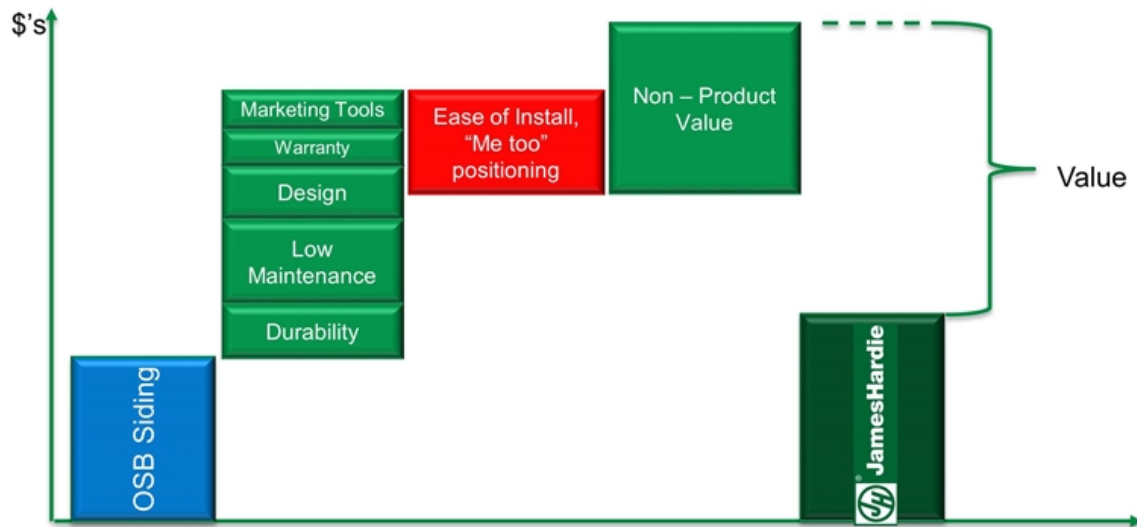 $'s
OSB Siding
Marketing Tools
Warranty
Design
Low
Maintenance
Durability
Ease of Install,
“Me too”
positioning
Non – Product
Value
Value
JH
®
JamesHardie